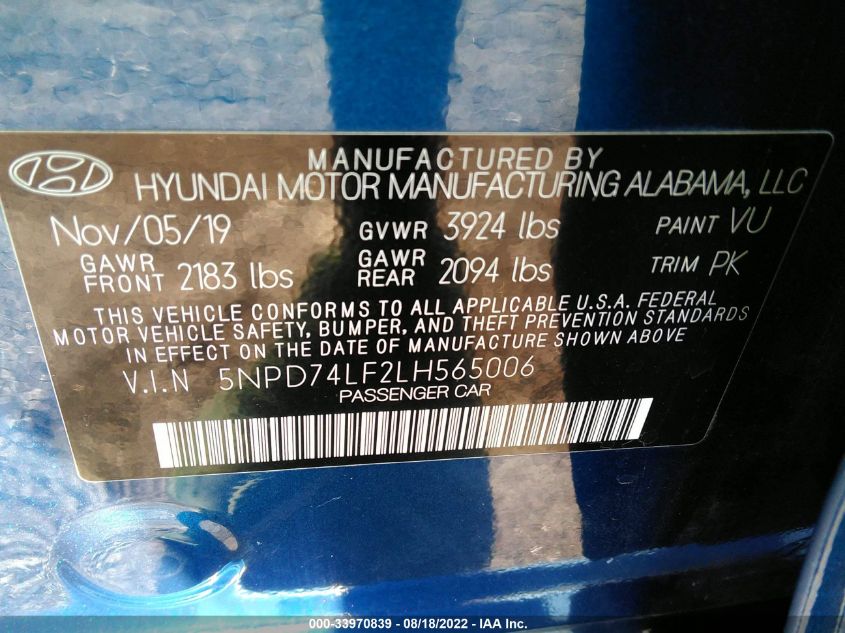 MANUFACTURED BY
HYUNDAI MOTOR MANUFACTURING ALABAMA, LLC
Nov/05/19 GVWR 3924 lbs PAINT VU
GAWR FRONT 2183 lbs GAWR REAR 2094 lbs TRIM PK
THIS VEHICLE CONFORMS TO ALL APPLICABLE U.S.A. FEDERAL
MOTOR VEHICLE SAFETY, BUMPER, AND THEFT PREVENTION STANDARDS
IN EFFECT ON THE DATE OF MANUFACTURE SHOWN ABOVE
V.I.N 5NPD74LF2LH565006
PASSENGER CAR
000-33970839 - 08/18/2022 - IAA Inc.